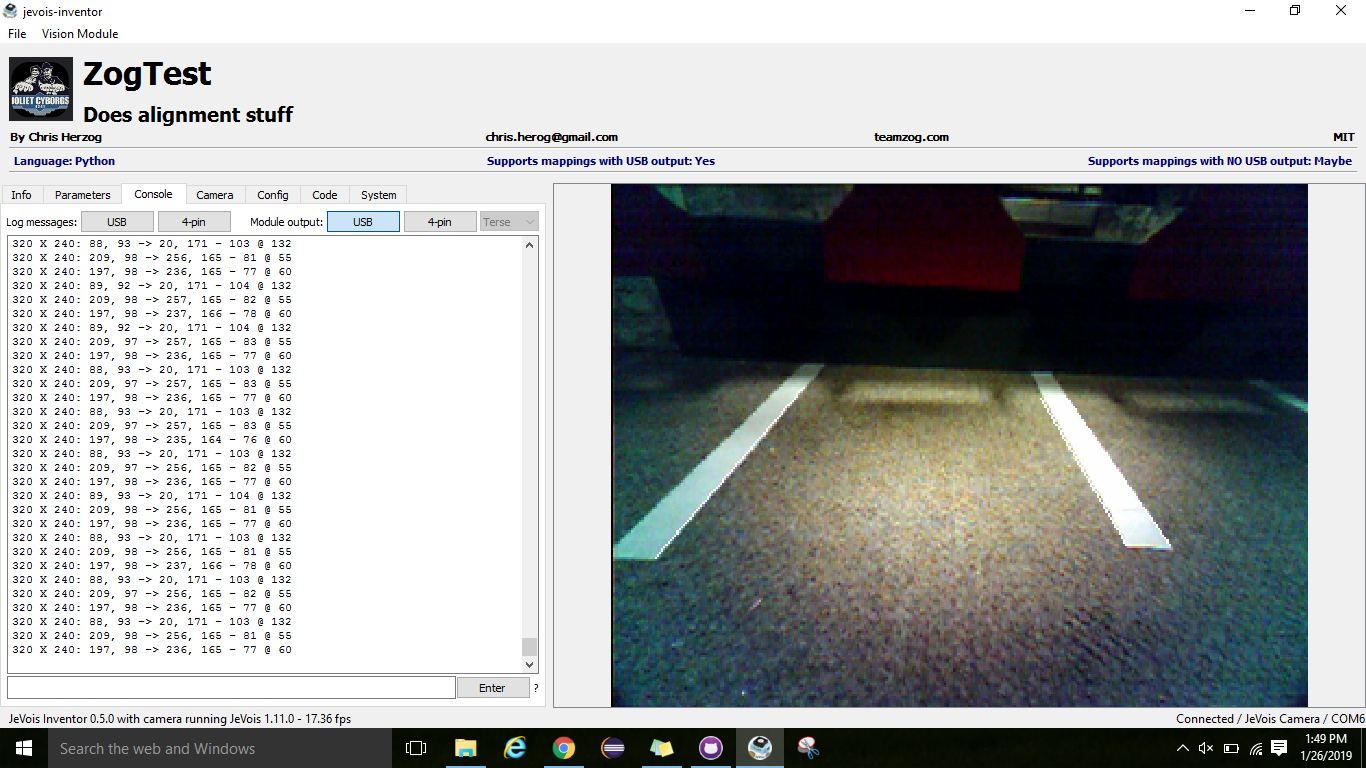 jevois-inventor
File Vision Module
JOLIET CYBORGS
ZogTest
Does alignment stuff
By Chris Herzog chris.herog@gmail.com teamzog.com MIT
Language: Python Supports mappings with USB output: Yes Supports mappings with NO USB output: Maybe
Info Parameters Console Camera Config Code System
Log messages: USB 4-pin Module output: USB 4-pin Terse
320 X 240: 88, 93 -> 20, 171 - 103 @ 132
320 X 240: 209, 98 -> 256, 165 - 81 @ 55
320 X 240: 197, 98 -> 236, 165 - 77 @ 60
320 X 240: 89, 92 -> 20, 171 - 104 @ 132
320 X 240: 209, 98 -> 257, 165 - 82 @ 55
320 X 240: 197, 98 -> 237, 166 - 78 @ 60
320 X 240: 89, 92 -> 20, 171 - 104 @ 132
320 X 240: 209, 97 -> 257, 165 - 83 @ 55
320 X 240: 197, 98 -> 236, 165 - 77 @ 60
320 X 240: 88, 93 -> 20, 171 - 103 @ 132
320 X 240: 209, 97 -> 257, 165 - 83 @ 55
320 X 240: 197, 98 -> 236, 165 - 77 @ 60
320 X 240: 88, 93 -> 20, 171 - 103 @ 132
320 X 240: 209, 97 -> 257, 165 - 83 @ 55
320 X 240: 197, 98 -> 235, 164 - 76 @ 60
320 X 240: 88, 93 -> 20, 171 - 103 @ 132
320 X 240: 209, 97 -> 256, 165 - 82 @ 55
320 X 240: 197, 98 -> 236, 165 - 77 @ 60
320 X 240: 89, 93 -> 20, 171 - 104 @ 132
320 X 240: 209, 98 -> 256, 165 - 81 @ 55
320 X 240: 197, 98 -> 236, 165 - 77 @ 60
320 X 240: 88, 93 -> 20, 171 - 103 @ 132
320 X 240: 209, 98 -> 256, 165 - 81 @ 55
320 X 240: 197, 98 -> 237, 166 - 78 @ 60
320 X 240: 88, 93 -> 20, 171 - 103 @ 132
320 X 240: 209, 97 -> 256, 165 - 82 @ 55
320 X 240: 197, 98 -> 236, 165 - 77 @ 60
320 X 240: 88, 93 -> 20, 171 - 103 @ 132
320 X 240: 209, 98 -> 256, 165 - 81 @ 55
320 X 240: 197, 98 -> 236, 165 - 77 @ 60
Enter ?
JeVois Inventor 0.5.0 with camera running JeVois 1.11.0 - 17.36 fps Connected / JeVois Camera / COM6
Search the web and Windows
1:49 PM
1/26/2019